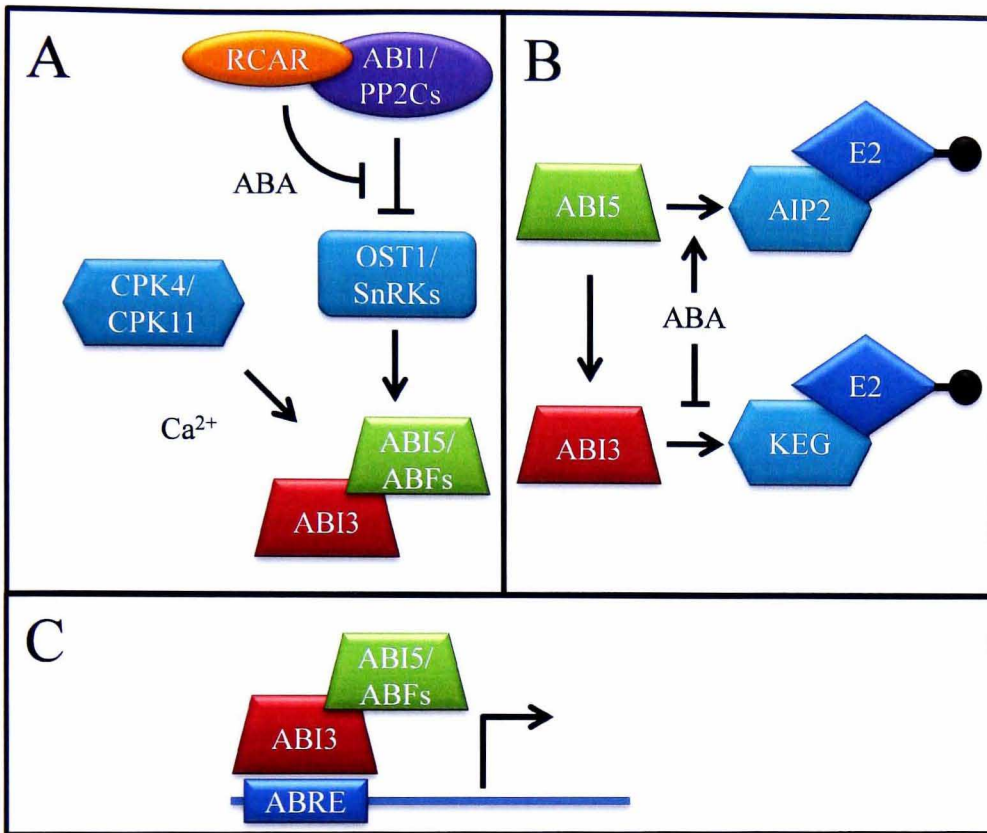 A
RCAR
ABI1/
PP2Cs
ABA
OST1/
SnRKs
CPK4/
CPK11
Ca²⁺
ABI5/
ABFs
ABI3
B
E2
ABI5
AIP2
ABA
E2
ABI3
KEG
C
ABI5/
ABFs
ABI3
ABRE